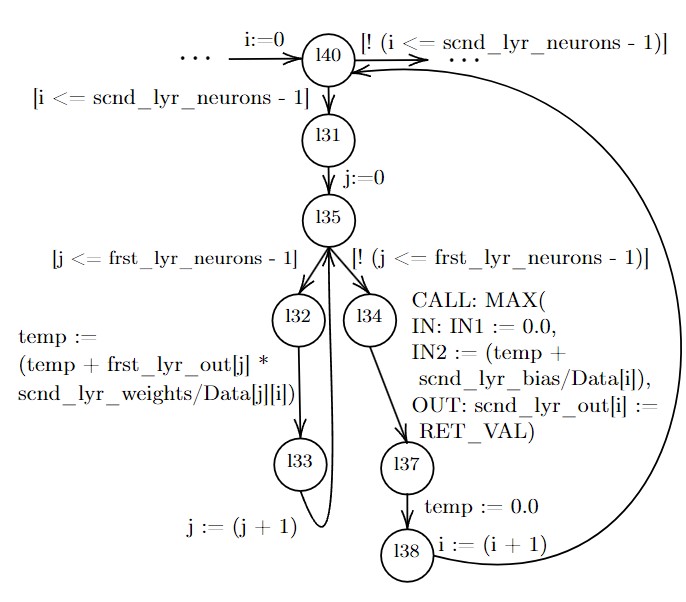 i:=0
... l40 [! (i <= scnd_lyr_neurons - 1)]
...
[i <= scnd_lyr_neurons - 1]
l31
j:=0
l35
[j <= frst_lyr_neurons - 1] [! (j <= frst_lyr_neurons - 1)]
l32 l34
CALL: MAX(
IN: IN1 := 0.0,
IN2 := (temp +
scnd_lyr_bias/Data[i]),
OUT: scnd_lyr_out[i] :=
RET_VAL)
temp :=
(temp + frst_lyr_out[j] *
scnd_lyr_weights/Data[j][i])
l33 l37
temp := 0.0
j := (j + 1)
l38 i := (i + 1)